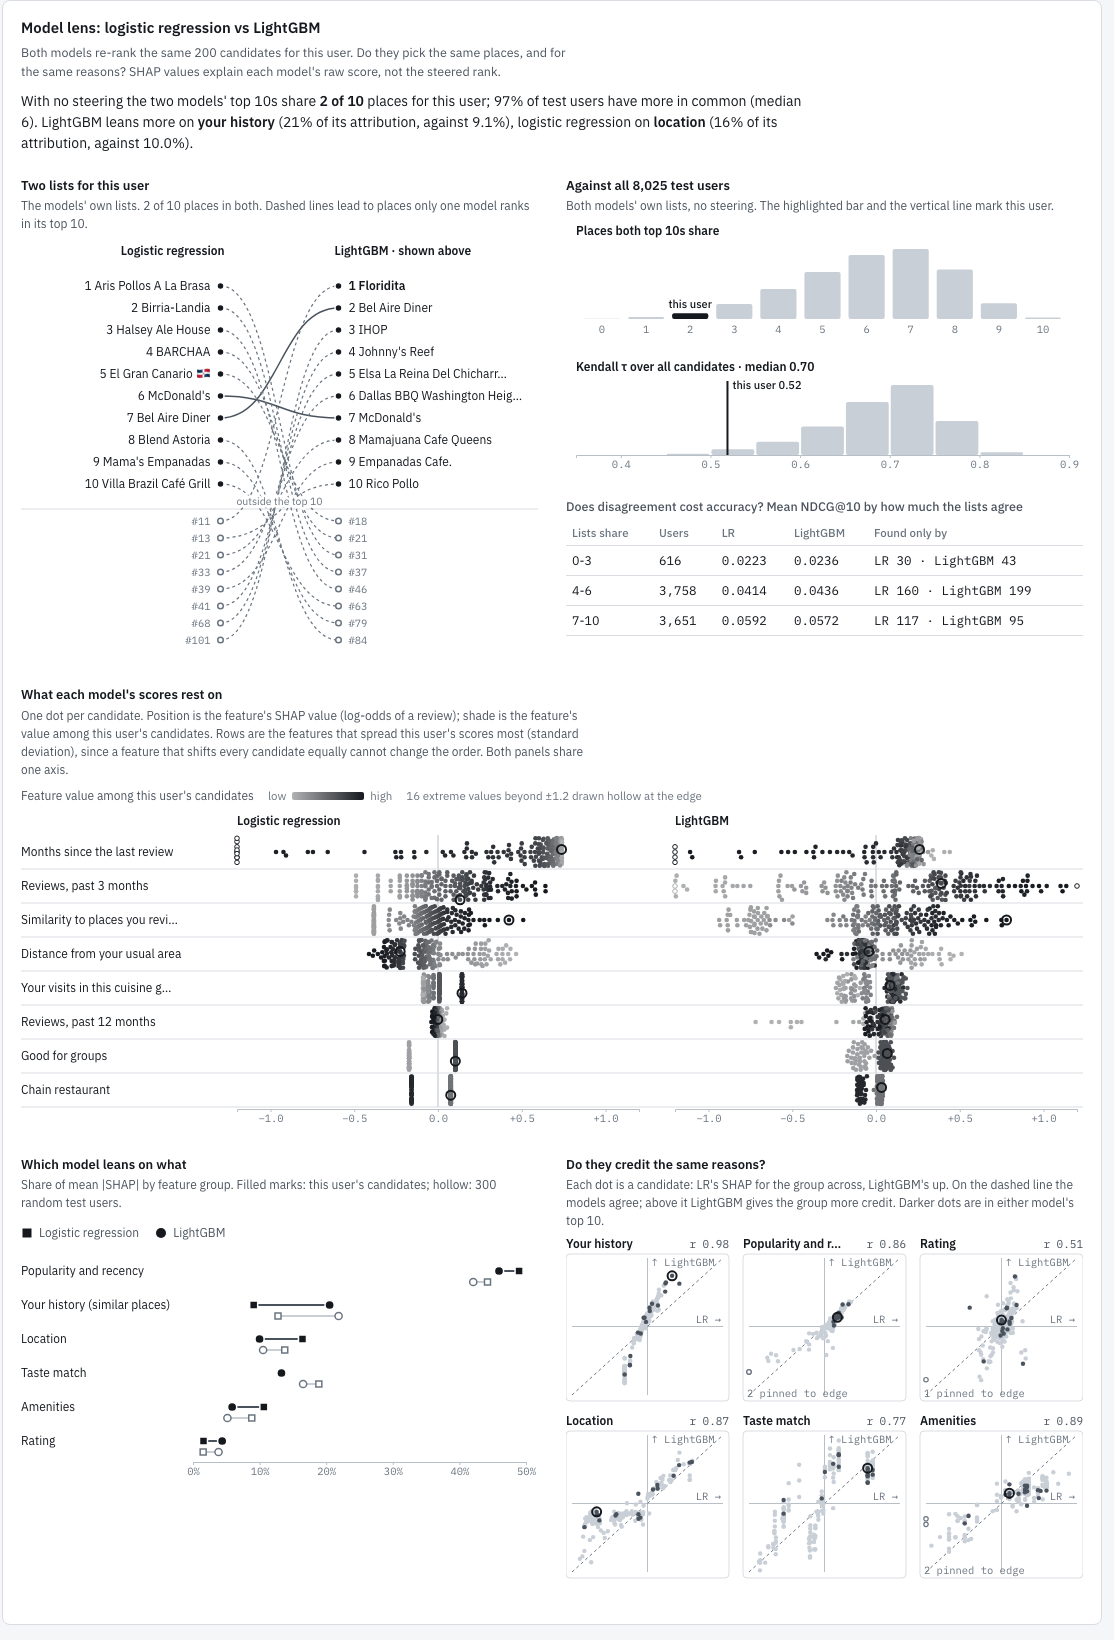 Model lens: logistic regression vs LightGBM
Both models re-rank the same 200 candidates for this user. Do they pick the same places, and for
the same reasons? SHAP values explain each model's raw score, not the steered rank.
With no steering the two models' top 10s share 2 of 10 places for this user; 97% of test users have more in common (median
6). LightGBM leans more on your history (21% of its attribution, against 9.1%), logistic regression on location (16% of its
attribution, against 10.0%).
Two lists for this user
The models' own lists. 2 of 10 places in both. Dashed lines lead to places only one model ranks
in its top 10.
Logistic regression
LightGBM · shown above
1 Aris Pollos A La Brasa
2 Birria-Landia
3 Halsey Ale House
4 BARCHAA
5 El Gran Canario 🇩🇴
6 McDonald's
7 Bel Aire Diner
8 Blend Astoria
9 Mama's Empanadas
10 Villa Brazil Café Grill
1 Floridita
2 Bel Aire Diner
3 IHOP
4 Johnny's Reef
5 Elsa La Reina Del Chicharr...
6 Dallas BBQ Washington Heig...
7 McDonald's
8 Mamajuana Cafe Queens
9 Empanadas Cafe.
10 Rico Pollo
outside the top 10
#11
#13
#21
#33
#39
#41
#68
#101
#18
#21
#31
#37
#46
#63
#79
#84
Against all 8,025 test users
Both models' own lists, no steering. The highlighted bar and the vertical line mark this user.
Places both top 10s share
this user
0 1 2 3 4 5 6 7 8 9 10
Kendall τ over all candidates · median 0.70
this user 0.52
0.4 0.5 0.6 0.7 0.8 0.9
Does disagreement cost accuracy? Mean NDCG@10 by how much the lists agree
Lists share Users LR LightGBM Found only by
0-3 616 0.0223 0.0236 LR 30 · LightGBM 43
4-6 3,758 0.0414 0.0436 LR 160 · LightGBM 199
7-10 3,651 0.0592 0.0572 LR 117 · LightGBM 95
What each model's scores rest on
One dot per candidate. Position is the feature's SHAP value (log-odds of a review); shade is the feature's
value among this user's candidates. Rows are the features that spread this user's scores most (standard
deviation), since a feature that shifts every candidate equally cannot change the order. Both panels share
one axis.
Feature value among this user's candidates low high 16 extreme values beyond ±1.2 drawn hollow at the edge
Logistic regression
LightGBM
Months since the last review
Reviews, past 3 months
Similarity to places you revi...
Distance from your usual area
Your visits in this cuisine g...
Reviews, past 12 months
Good for groups
Chain restaurant
−1.0 −0.5 0.0 +0.5 +1.0
−1.0 −0.5 0.0 +0.5 +1.0
Which model leans on what
Share of mean |SHAP| by feature group. Filled marks: this user's candidates; hollow: 300
random test users.
Logistic regression LightGBM
Popularity and recency
Your history (similar places)
Location
Taste match
Amenities
Rating
0% 10% 20% 30% 40% 50%
Do they credit the same reasons?
Each dot is a candidate: LR's SHAP for the group across, LightGBM's up. On the dashed line the
models agree; above it LightGBM gives the group more credit. Darker dots are in either model's
top 10.
Your history r 0.98
↑ LightGBM
LR →
Popularity and r... r 0.86
↑ LightGBM
LR →
2 pinned to edge
Rating r 0.51
↑ LightGBM
LR →
1 pinned to edge
Location r 0.87
↑ LightGBM
LR →
Taste match r 0.77
↑ LightGBM
LR →
Amenities r 0.89
↑ LightGBM
LR →
2 pinned to edge